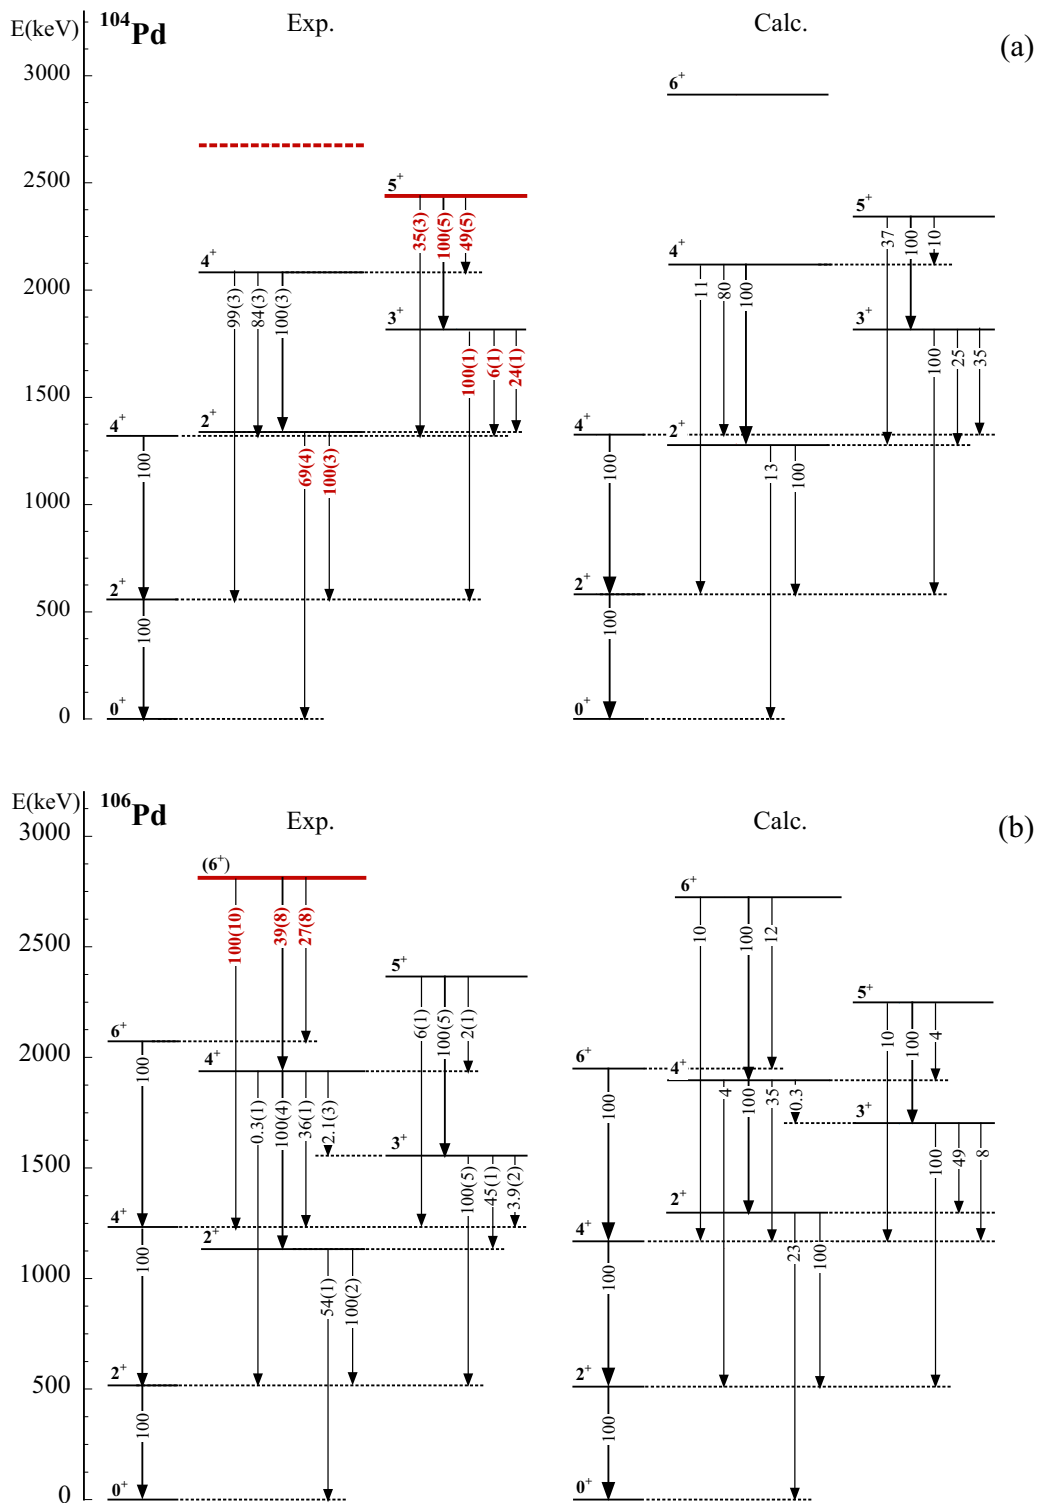 E(keV) ¹⁰⁴Pd Exp. Calc. (a)
3000
6⁺
2500
5⁺ 5⁺
35(3) 100(5) 49(5) 37 100 10
4⁺ 4⁺
2000
99(3) 84(3) 100(3) 11 80 100
3⁺ 3⁺
100(1) 6(1) 24(1) 100 25 35
1500
4⁺ 2⁺ 4⁺ 2⁺
100 69(4) 100(3) 100 13 100
1000
2⁺ 2⁺
500
100 100
0⁺ 0⁺
0
E(keV) ¹⁰⁶Pd Exp. Calc. (b)
3000
(6⁺) 6⁺
100(10) 39(8) 27(8) 10 100 12
2500
5⁺ 5⁺
6(1) 100(5) 2(1) 10 100 4
6⁺ 6⁺
2000
4⁺ 4⁺
100 0.3(1) 100(4) 36(1) 2.1(3) 100 4 100 35 0.3
3⁺ 3⁺
1500
100(5) 45(1) 3.9(2) 100 49 8
4⁺ 2⁺ 4⁺ 2⁺
1000
100 54(1) 100(2) 100 23 100
2⁺ 2⁺
500
100 100
0⁺ 0⁺
0